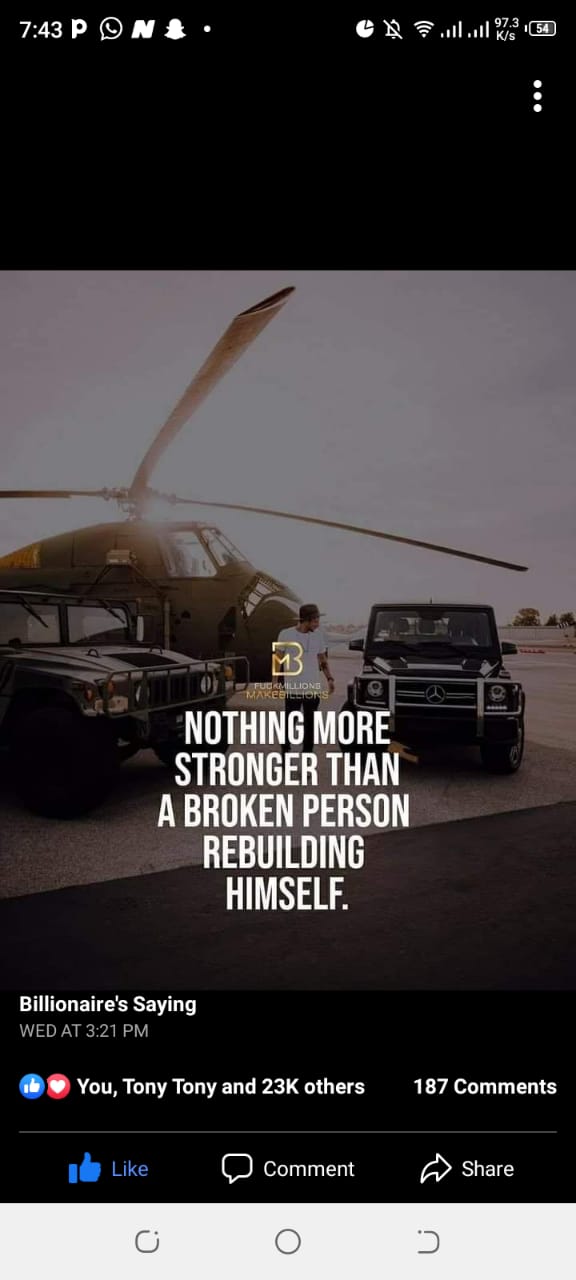 7:43
97.3
K/s
54
FUCKMILLIONS
MAKEBILLIONS
NOTHING MORE
STRONGER THAN
A BROKEN PERSON
REBUILDING
HIMSELF.
Billionaire's Saying
WED AT 3:21 PM
You, Tony Tony and 23K others
187 Comments
Like
Comment
Share